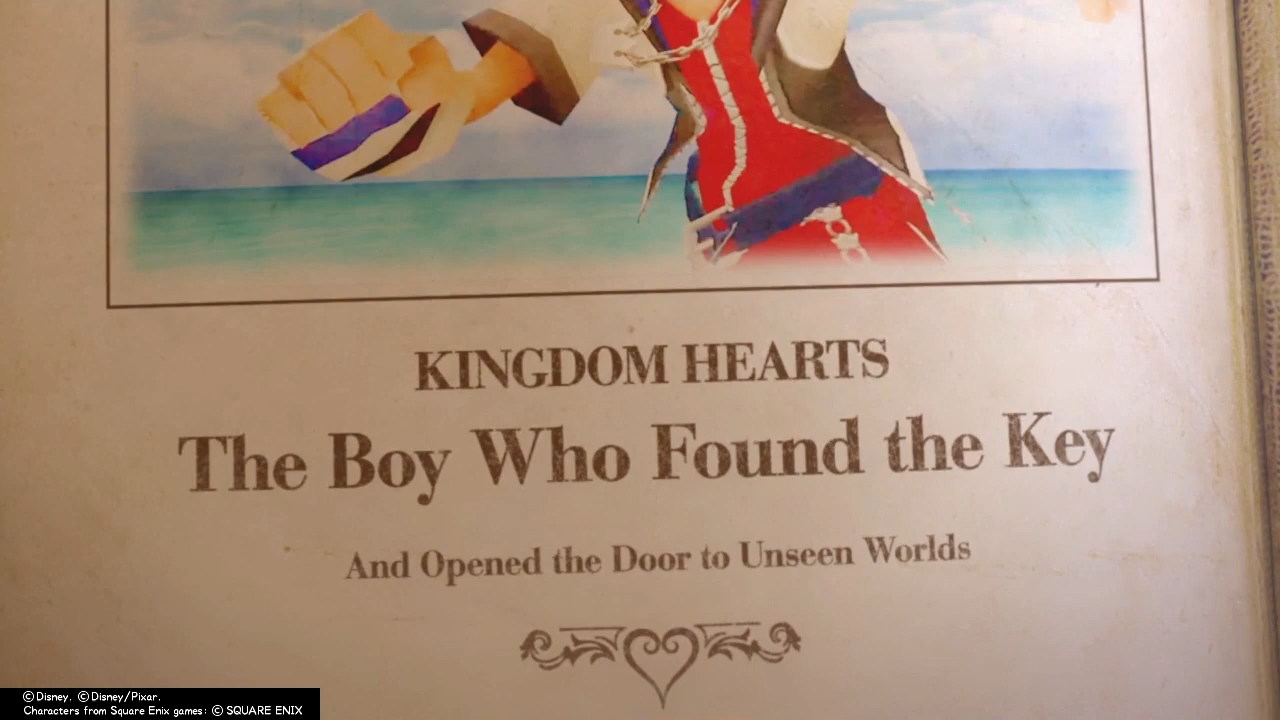 KINGDOM HEARTS
The Boy Who Found the Key
And Opened the Door to Unseen Worlds
©Disney. ©Disney/Pixar.
Characters from Square Enix games: © SQUARE ENIX